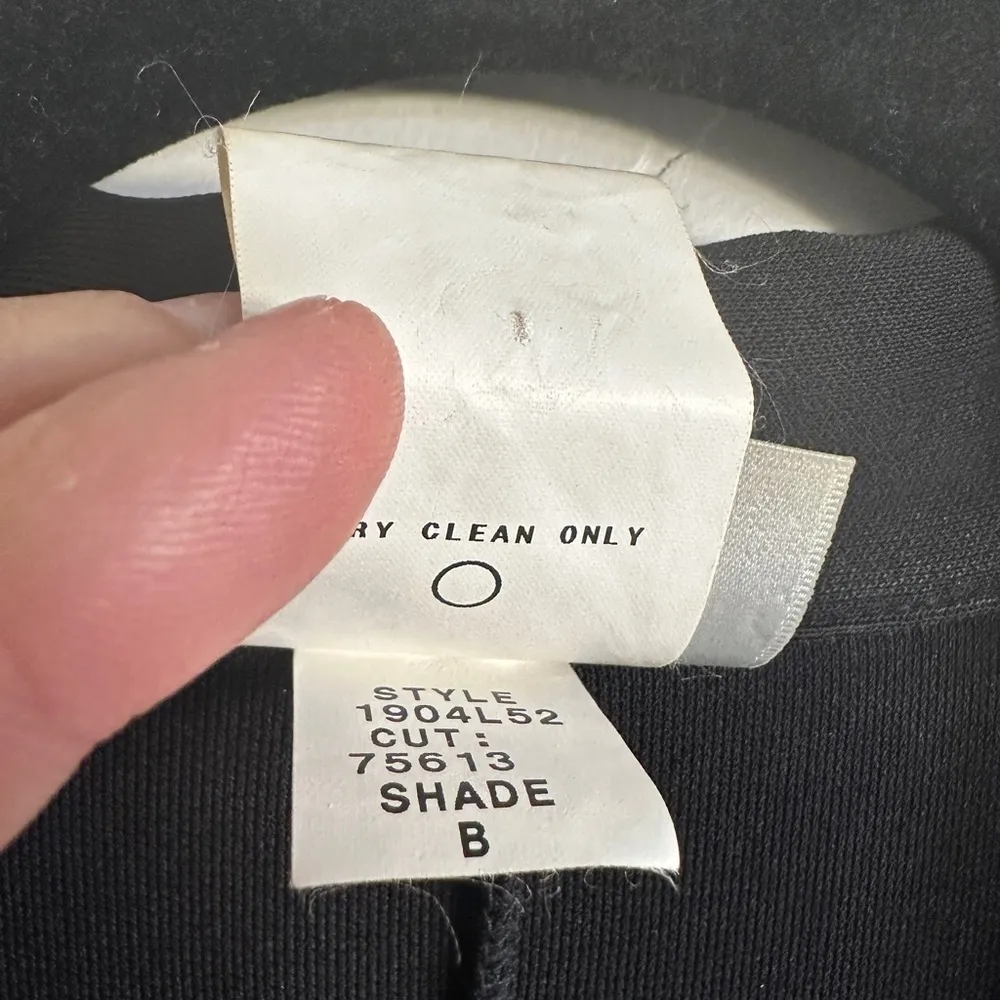 RY CLEAN ONLY
STYLE
1904L52
CUT:
75613
SHADE
B